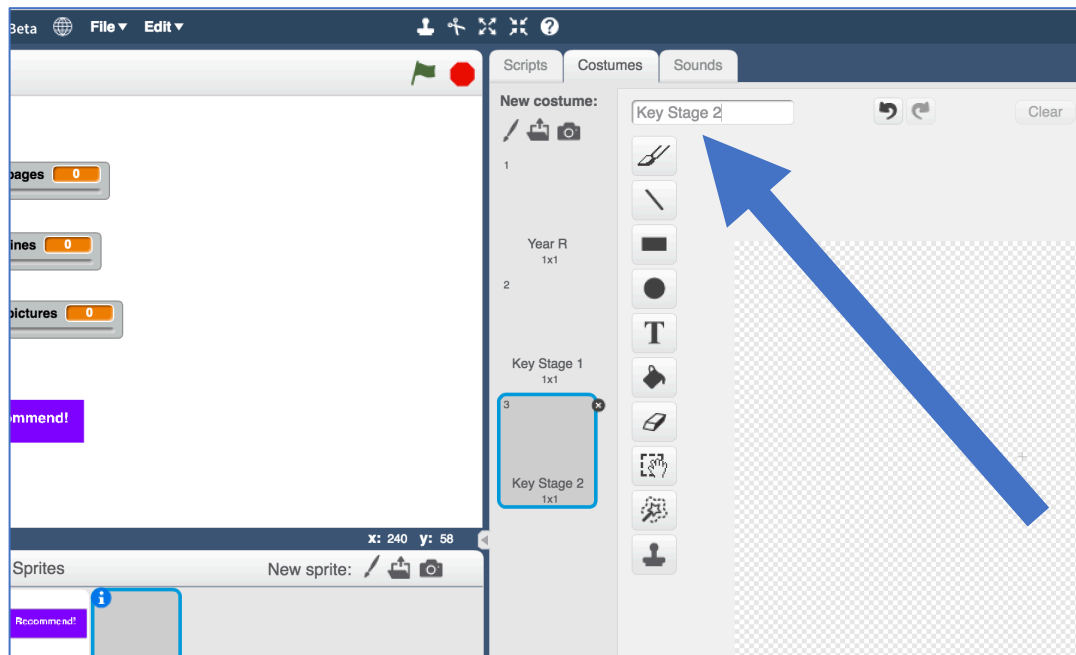 Beta File ▾ Edit ▾
Scripts Costumes Sounds
New costume:
Key Stage 2
Clear
1
Year R
1x1
2
Key Stage 1
1x1
3
Key Stage 2
1x1
pages 0
ines 0
pictures 0
ommend!
T
x: 240 y: 58
Sprites New sprite:
Recommend!